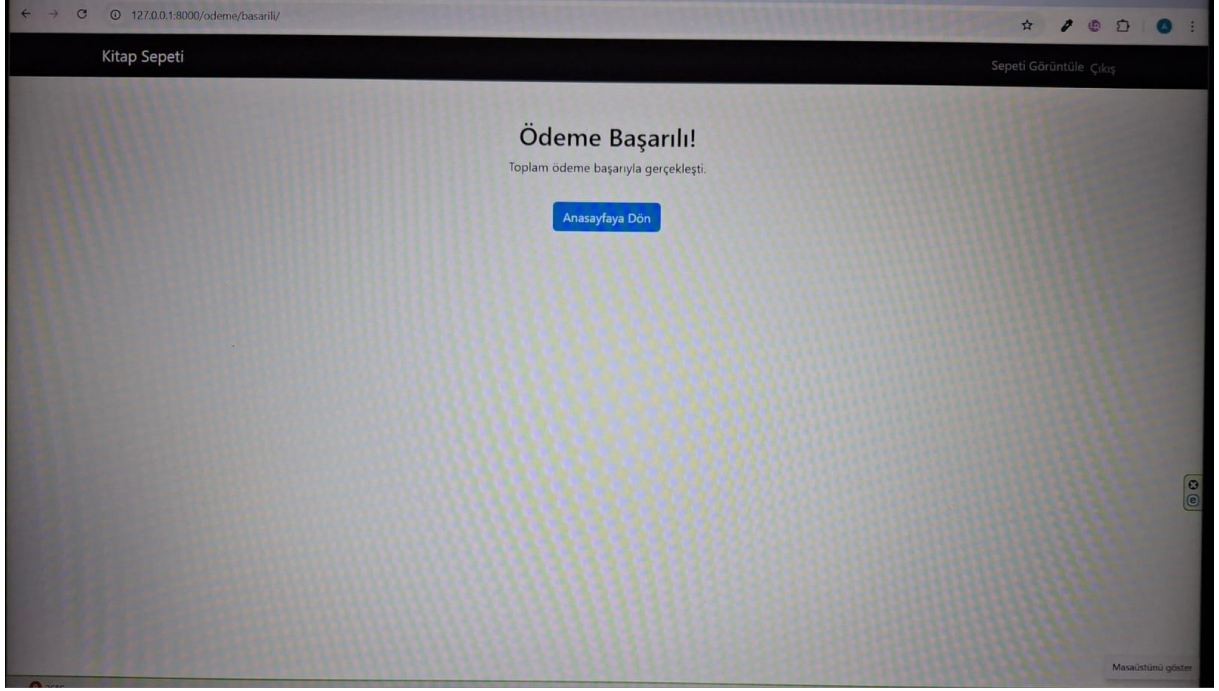 127.0.0.1:8000/odeme/basarili/
Kitap Sepeti
Sepeti Görüntüle Çıkış
Ödeme Başarılı!
Toplam ödeme başarıyla gerçekleşti.
Anasayfaya Dön
Masaüstünü göster